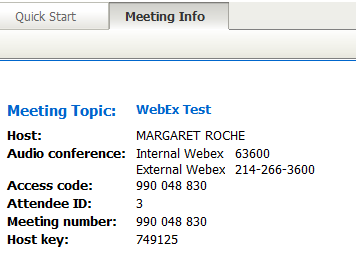 Quick Start Meeting Info
Meeting Topic: WebEx Test
Host: MARGARET ROCHE
Audio conference: Internal Webex 63600
External Webex 214-266-3600
Access code: 990 048 830
Attendee ID: 3
Meeting number: 990 048 830
Host key: 749125